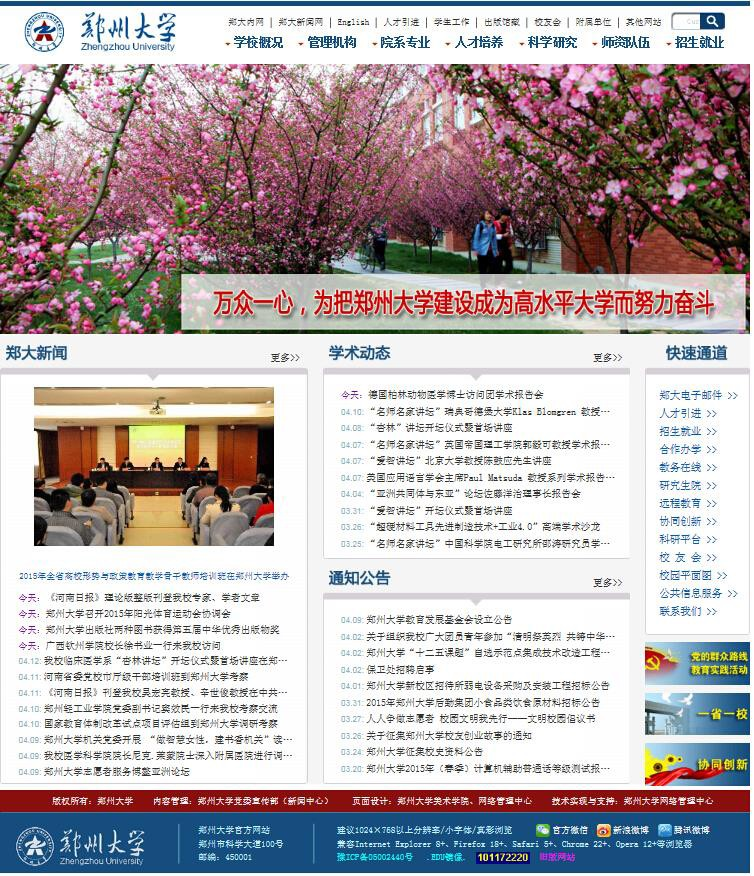 郑州大学
Zhengzhou University
郑大内网 | 郑大新闻网 | English | 人才引进 | 学生工作 | 出版馆藏 | 校友会 | 附属单位 | 其他网站
学校概况 管理机构 院系专业 人才培养 科学研究 师资队伍 招生就业
万众一心，为把郑州大学建设成为高水平大学而努力奋斗
郑大新闻
更多>>
2015年全省高校形势与政策教育教学骨干教师培训班在郑州大学举办
今天：《河南日报》理论版整版刊登我校专家、学者文章
今天：郑州大学召开2015年阳光体育运动会协调会
今天：郑州大学出版社两种图书获得第五届中华优秀出版物奖
今天：广西钦州学院校长徐书业一行来我校访问
04.12: 我校临床医学系“杏林讲坛”开坛仪式暨首场讲座在郑…
04.11: 河南省委党校市厅级干部培训班到郑州大学考察
04.11: 《河南日报》刊登我校吴宏亮教授、辛世俊教授在中共…
04.10: 郑州轻工业学院党委副书记窦效民一行来我校考察交流
04.10: 国家教育体制改革试点项目评估组到郑州大学调研考察
04.09: 郑州大学机关党委开展 “做智慧女性，建书香机关”读…
04.09: 我校医学科学院院长尼克.莱蒙院士深入附属医院进行调…
04.09: 郑州大学志愿者服务博鳌亚洲论坛
学术动态
更多>>
今天：德国柏林动物医学博士访问团学术报告会
04.10: “名师名家讲坛”瑞典哥德堡大学Klas Blomgren 教授…
04.08: “杏林”讲坛开坛仪式暨首场讲座
04.07: “名师名家讲坛”英国帝国理工学院郭毅可教授学术报…
04.07: “爱智讲坛”北京大学教授陈鼓应先生讲座
04.07: 美国应用语言学会主席Paul Matsuda 教授系列学术报告…
04.04: “亚洲共同体与东亚”论坛佐藤洋治理事长报告会
03.31: “爱智讲坛”开坛仪式暨首场讲座
03.26: “超硬材料工具先进制造技术+工业4.0”高端学术沙龙
03.25: “名师名家讲坛”中国科学院电工研究所邵涛研究员学…
通知公告
更多>>
04.09: 郑州大学教育发展基金会设立公告
04.02: 关于组织我校广大团员青年参加“清明祭英烈 共铸中华…
04.02: 郑州大学“十二五课题”自选示范点集成技术改造工程…
04.02: 保卫处招聘启事
04.01: 郑州大学新校区招待所弱电设备采购及安装工程招标公告
03.31: 2015年郑州大学后勤集团小食品类饮食原材料招标公告
03.27: 人人争做志愿者 校园文明我先行——文明校园倡议书
03.26: 关于征集郑州大学校友创业故事的通知
03.24: 郑州大学征集校史资料公告
03.20: 郑州大学2015年（春季）计算机辅助普通话等级测试报…
快速通道
郑大电子邮件 >>
人才引进 >>
招生就业 >>
合作办学 >>
教务在线 >>
研究生院 >>
远程教育 >>
协同创新 >>
科研平台 >>
校 友 会 >>
校园平面图 >>
公共信息服务 >>
联系我们 >>
党的群众路线
教育实践活动
一省一校
协同创新
版权所有：郑州大学 内容管理：郑州大学党委宣传部（新闻中心） 页面设计：郑州大学美术学院、网络管理中心 技术实现与支持：郑州大学网络管理中心
郑州大学
Zhengzhou University
郑州大学官方网站
郑州市科学大道100号
邮编：450001
建议1024×768以上分辨率/小字体/真彩浏览 官方微信 新浪微博 腾讯微博
兼容Internet Explorer 8+、Firefox 18+、Safari 5+、Chrome 22+、Opera 12+等浏览器
豫ICP备05002440号 .EDU镜像. 101172220 旧版网站